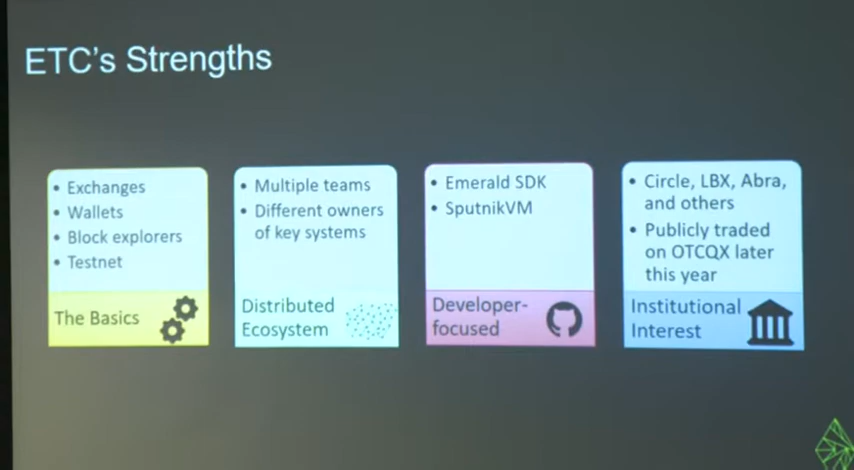 ETC's Strengths
• Exchanges
• Wallets
• Block explorers
• Testnet
The Basics
• Multiple teams
• Different owners
of key systems
Distributed
Ecosystem
• Emerald SDK
• SputnikVM
Developer-
focused
• Circle, LBX, Abra,
and others
• Publicly traded
on OTCQX later
this year
Institutional
Interest